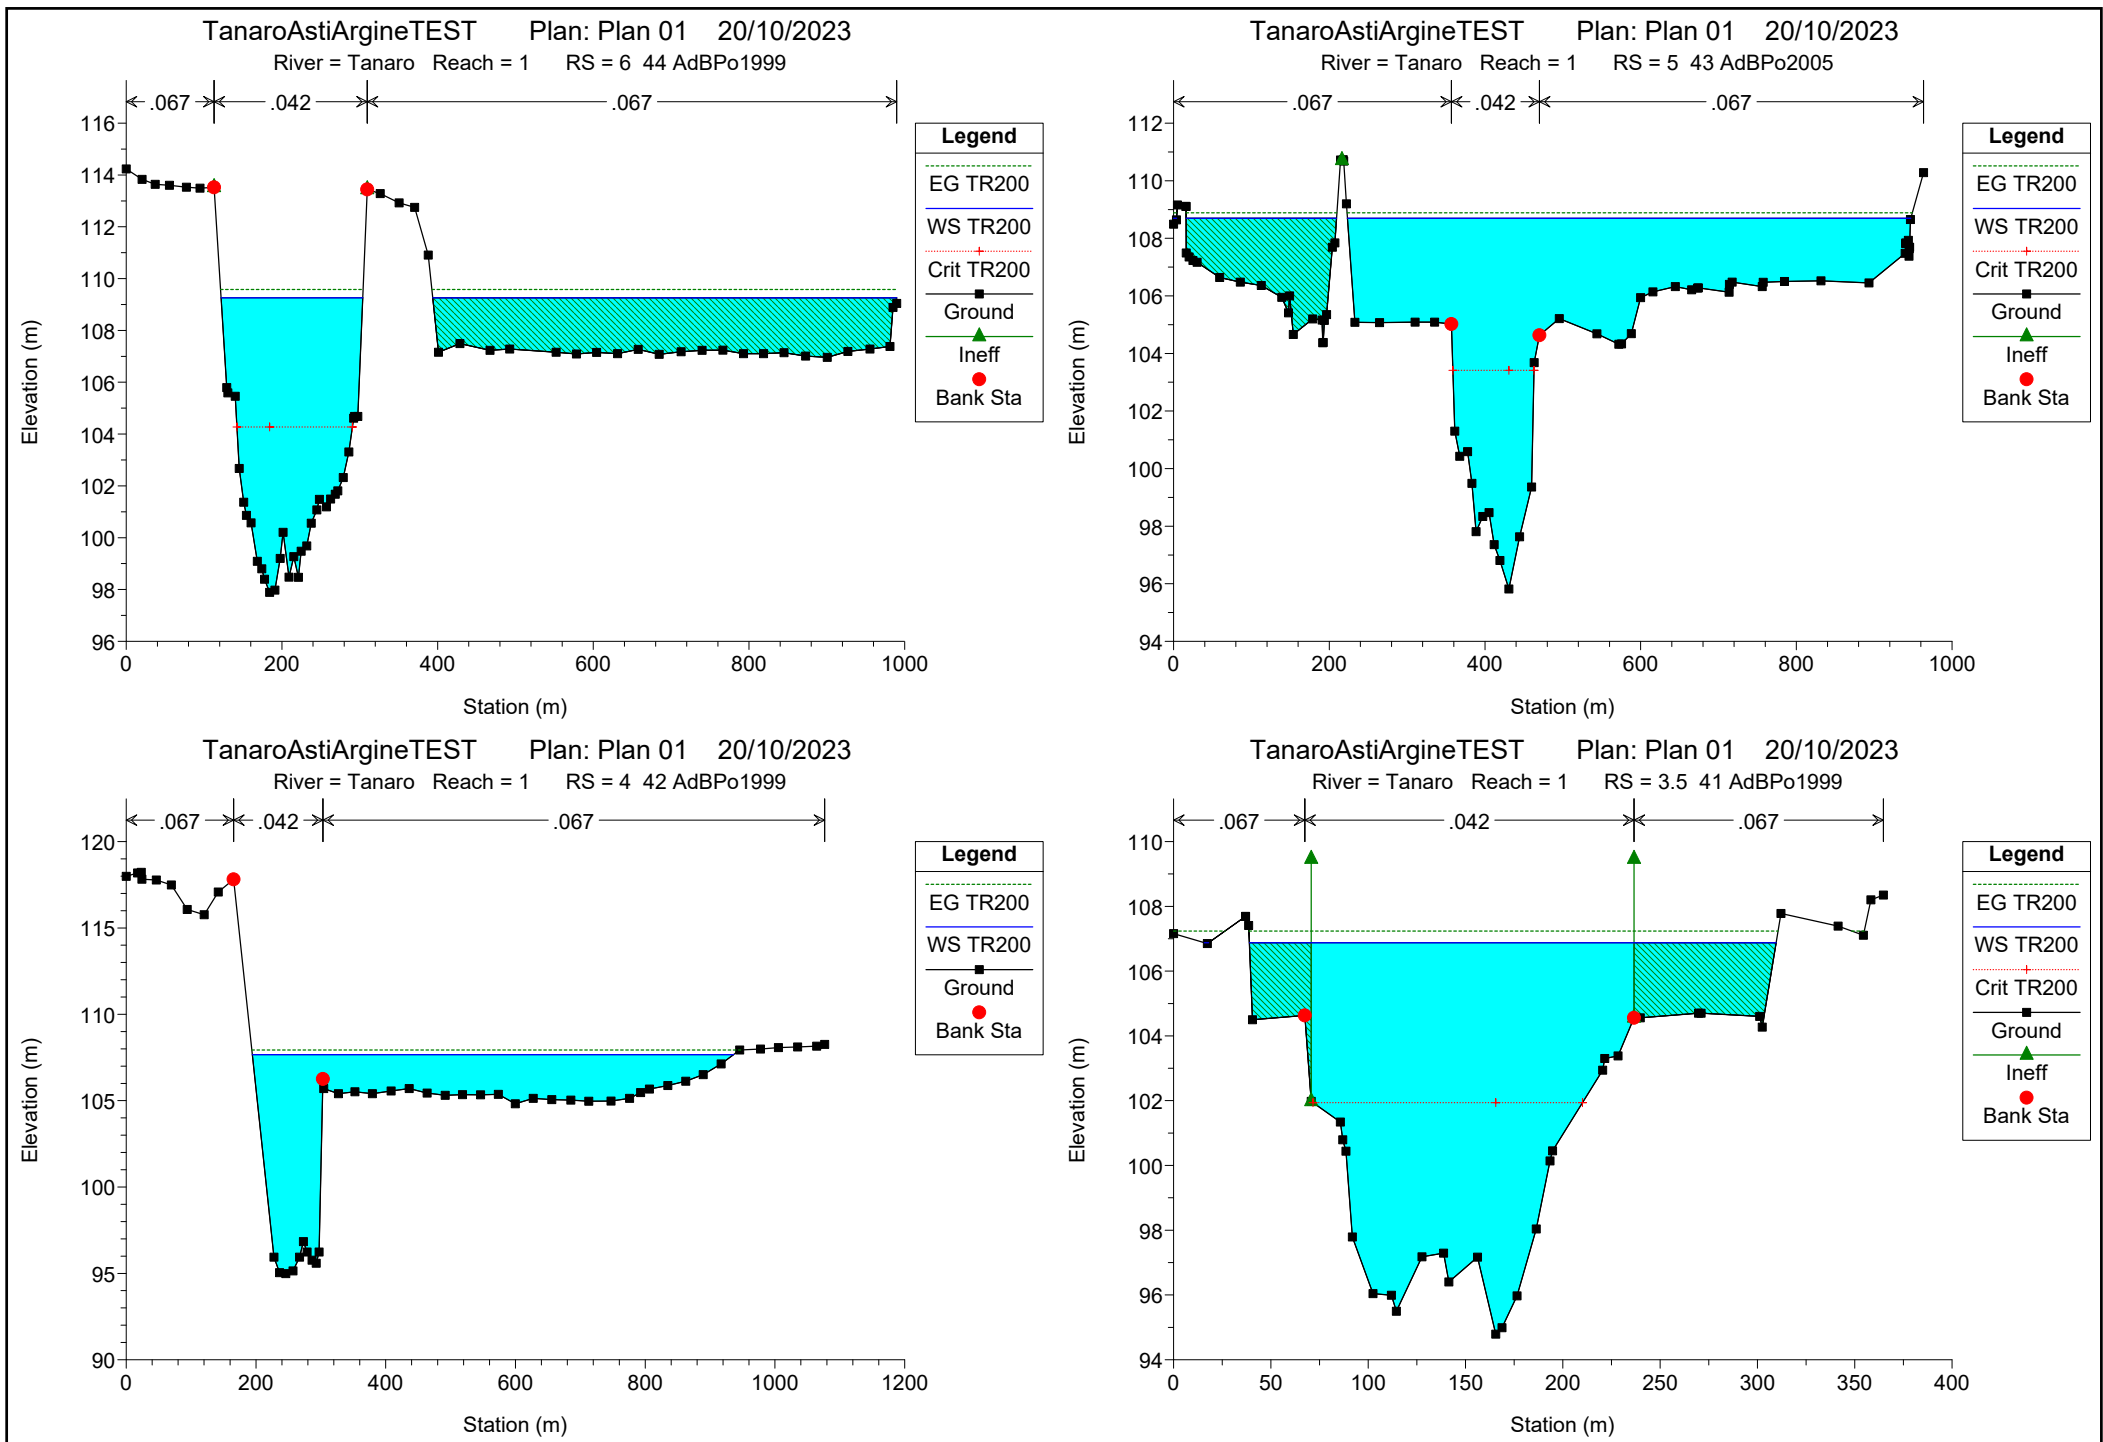 TanaroAstiArgineTEST Plan: Plan 01 20/10/2023
River = Tanaro Reach = 1 RS = 6 44 AdBPo1999
.067 .042 .067
116
114
112
110
108
106
104
102
100
98
96
Elevation (m)
0 200 400 600 800 1000
Station (m)
Legend
EG TR200
WS TR200
Crit TR200
Ground
Ineff
Bank Sta
TanaroAstiArgineTEST Plan: Plan 01 20/10/2023
River = Tanaro Reach = 1 RS = 5 43 AdBPo2005
.067 .042 .067
112
110
108
106
104
102
100
98
96
94
Elevation (m)
0 200 400 600 800 1000
Station (m)
Legend
EG TR200
WS TR200
Crit TR200
Ground
Ineff
Bank Sta
TanaroAstiArgineTEST Plan: Plan 01 20/10/2023
River = Tanaro Reach = 1 RS = 4 42 AdBPo1999
.067 .042 .067
120
115
110
105
100
95
90
Elevation (m)
0 200 400 600 800 1000 1200
Station (m)
Legend
EG TR200
WS TR200
Ground
Bank Sta
TanaroAstiArgineTEST Plan: Plan 01 20/10/2023
River = Tanaro Reach = 1 RS = 3.5 41 AdBPo1999
.067 .042 .067
110
108
106
104
102
100
98
96
94
Elevation (m)
0 50 100 150 200 250 300 350 400
Station (m)
Legend
EG TR200
WS TR200
Crit TR200
Ground
Ineff
Bank Sta